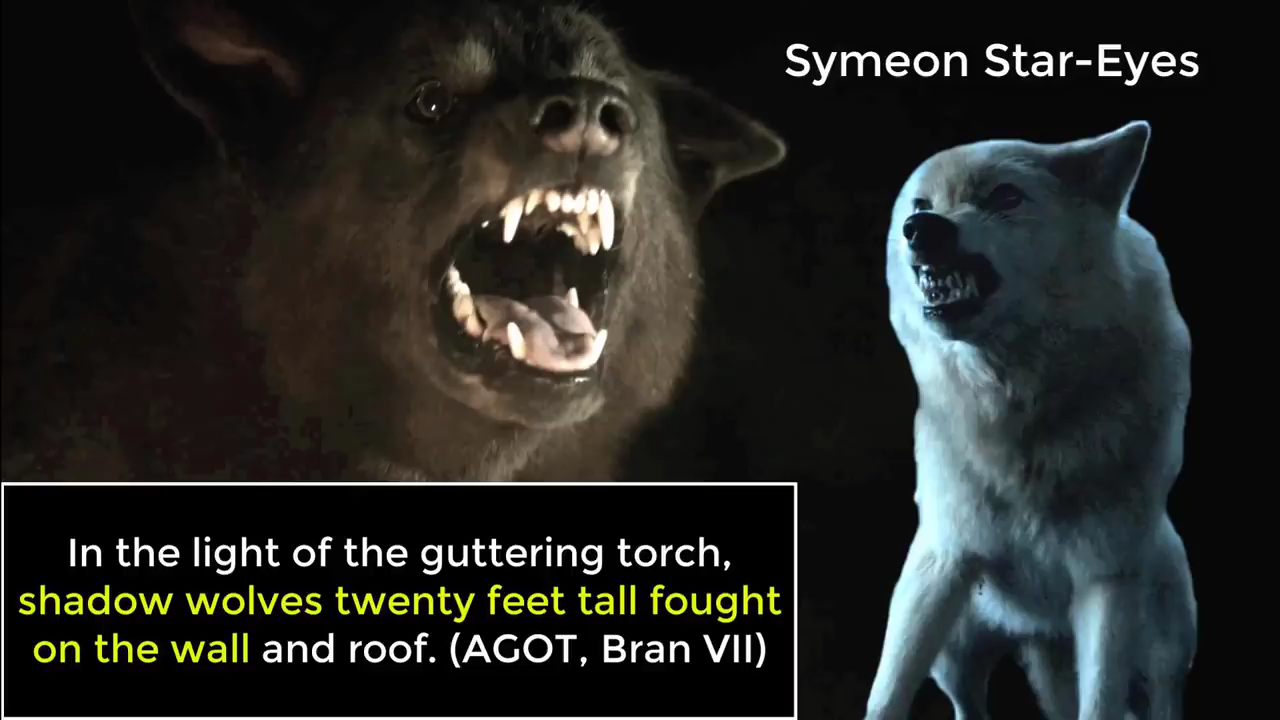 Symeon Star-Eyes
In the light of the guttering torch,
shadow wolves twenty feet tall fought
on the wall and roof. (AGOT, Bran VII)